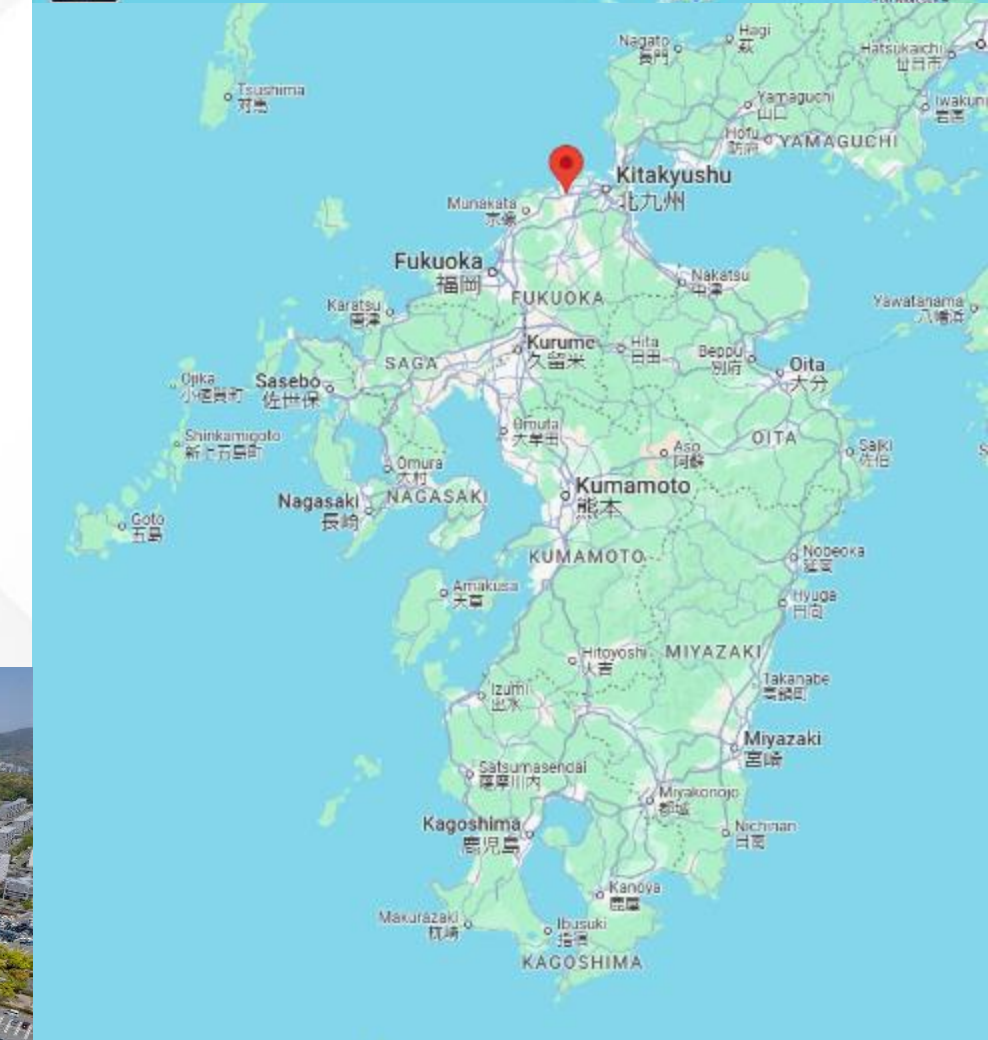 Hagi
萩
Nagato
長門
Hatsukaichi
廿日市
Tsushima
対馬
Yamaguchi
山口
Iwakuni
岩国
Hofu
防府
YAMAGUCHI
Kitakyushu
北九州
Munakata
宗像
Fukuoka
福岡
Nakatsu
中津
FUKUOKA
Karatsu
唐津
Yawatahama
八幡浜
Kurume
久留米
Hita
日田
Beppu
別府
Oita
大分
SAGA
Ojika
小値賀町
Sasebo
佐世保
Omuta
大牟田
OITA
Shinkamigoto
新上五島町
Aso
阿蘇
Saiki
佐伯
Omura
大村
Kumamoto
熊本
Nagasaki
長崎
NAGASAKI
Goto
五島
KUMAMOTO
Nobeoka
延岡
Amakusa
天草
Hyuga
日向
Hitoyoshi
人吉
MIYAZAKI
Takanabe
高鍋町
Izumi
出水
Miyazaki
宮崎
Satsumasendai
薩摩川内
Miyakonojo
都城
Kagoshima
鹿児島
Nichinan
日南
Kanoya
鹿屋
Makurazaki
枕崎
Ibusuki
指宿
KAGOSHIMA